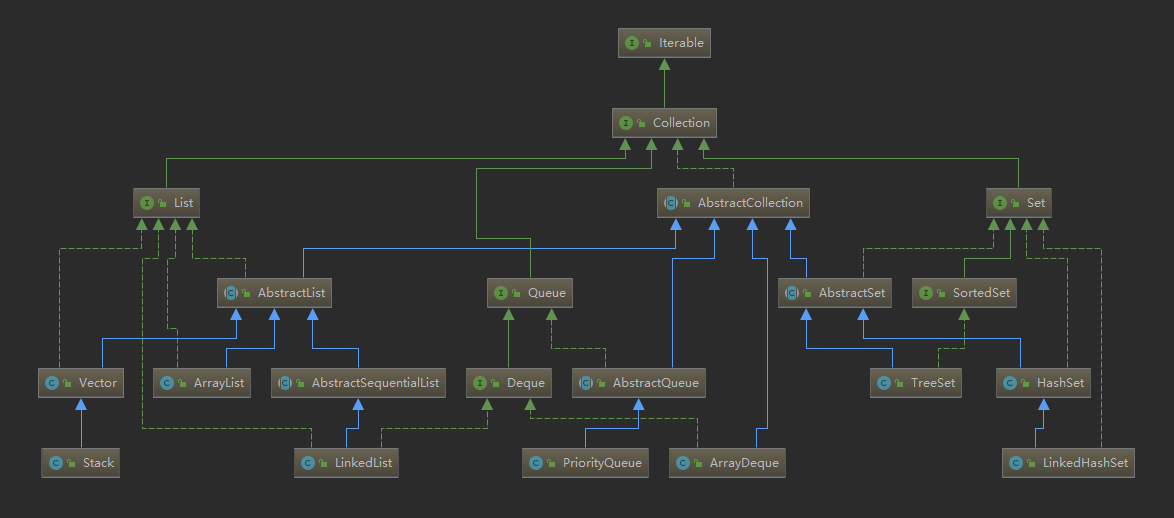 Iterable
Collection
List
AbstractCollection
Set
AbstractList
Queue
AbstractSet
SortedSet
Vector
ArrayList
AbstractSequentialList
Deque
AbstractQueue
TreeSet
HashSet
Stack
LinkedList
PriorityQueue
ArrayDeque
LinkedHashSet